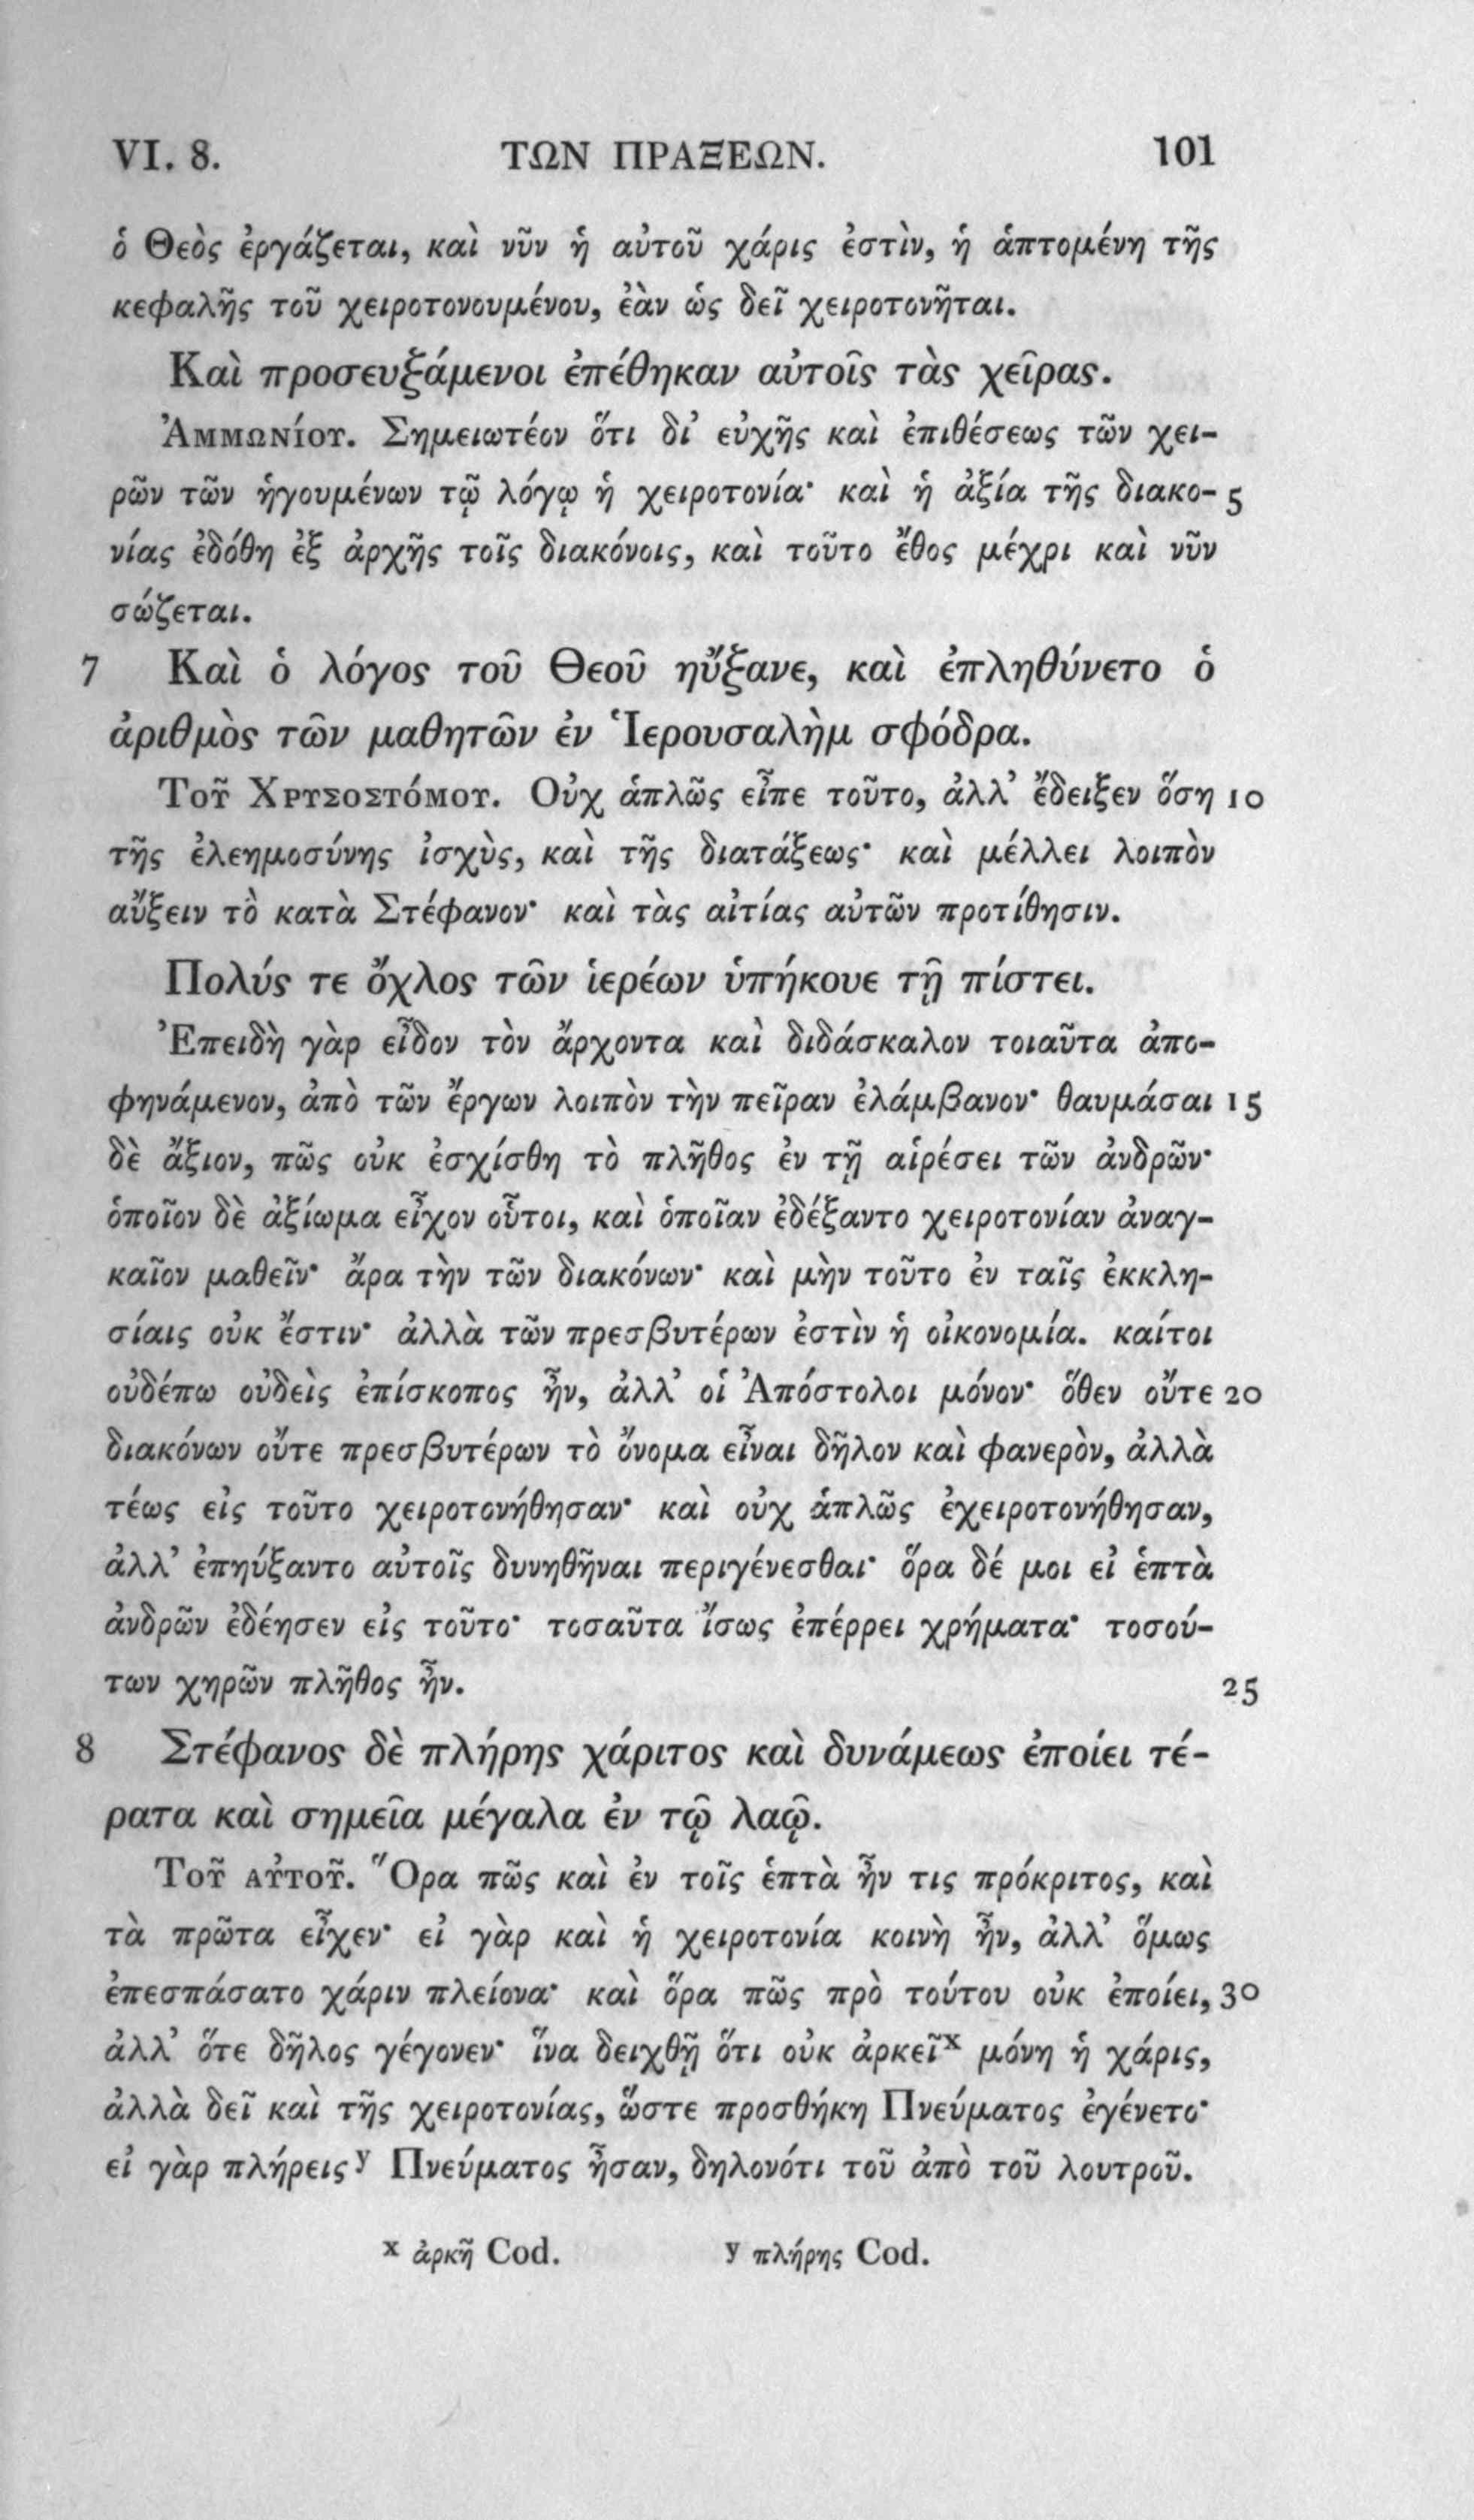 VI. 8. ΤΩΝ ΠΡΑΞΕΩΝ. 101
ὁ Θεὸς ἐργάζεται, καὶ νῦν ἡ αὐτοῦ χάρις ἐστὶν, ἡ ἁπτομένη τῆς
κεφαλῆς τοῦ χειροτονουμένου, ἐὰν ὡς δεῖ χειροτονῆται.
Καὶ προσευξάμενοι ἐπέθηκαν αὐτοῖς τὰς χεῖρας.
Ἀμμωνίου. Σημειωτέον ὅτι δι’ εὐχῆς καὶ ἐπιθέσεως τῶν χει-
ρῶν τῶν ἡγουμένων τῷ λόγῳ ἡ χειροτονία· καὶ ἡ ἀξία τῆς διακο- 5
νίας ἐδόθη ἐξ ἀρχῆς τοῖς διακόνοις, καὶ τοῦτο ἔθος μέχρι καὶ νῦν
σώζεται.
7 Καὶ ὁ λόγος τοῦ Θεοῦ ηὔξανε, καὶ ἐπληθύνετο ὁ
ἀριθμὸς τῶν μαθητῶν ἐν Ἱερουσαλὴμ σφόδρα.
Τοῦ Χρυσοστόμου. Οὐχ ἁπλῶς εἶπε τοῦτο, ἀλλ’ ἔδειξεν ὅση 10
τῆς ἐλεημοσύνης ἰσχὺς, καὶ τῆς διατάξεως· καὶ μέλλει λοιπὸν
αὔξειν τὸ κατὰ Στέφανον· καὶ τὰς αἰτίας αὐτῶν προτίθησιν.
Πολύς τε ὄχλος τῶν ἱερέων ὑπήκουε τῇ πίστει.
Ἐπειδὴ γὰρ εἶδον τὸν ἄρχοντα καὶ διδάσκαλον τοιαῦτα ἀπο-
φηνάμενον, ἀπὸ τῶν ἔργων λοιπὸν τὴν πεῖραν ἐλάμβανον· θαυμάσαι 15
δὲ ἄξιον, πῶς οὐκ ἐσχίσθη τὸ πλῆθος ἐν τῇ αἱρέσει τῶν ἀνδρῶν·
ὁποῖον δὲ ἀξίωμα εἶχον οὗτοι, καὶ ὁποῖαν ἐδέξαντο χειροτονίαν ἀναγ-
καῖον μαθεῖν· ἄρα τὴν τῶν διακόνων· καὶ μὴν τοῦτο ἐν ταῖς ἐκκλη-
σίαις οὐκ ἔστιν· ἀλλὰ τῶν πρεσβυτέρων ἐστὶν ἡ οἰκονομία. καίτοι
οὐδέπω οὐδεὶς ἐπίσκοπος ἦν, ἀλλ’ οἱ Ἀπόστολοι μόνον· ὅθεν οὔτε 20
διακόνων οὔτε πρεσβυτέρων τὸ ὄνομα εἶναι δῆλον καὶ φανερὸν, ἀλλὰ
τέως εἰς τοῦτο χειροτονήθησαν· καὶ οὐχ ἁπλῶς ἐχειροτονήθησαν,
ἀλλ’ ἐπηύξαντο αὐτοῖς δυνηθῆναι περιγένεσθαι· ὅρα δέ μοι εἰ ἑπτὰ
ἀνδρῶν ἐδέησεν εἰς τοῦτο· τοσαῦτα ἴσως ἐπέρρει χρήματα· τοσού-
των χηρῶν πλῆθος ἦν. 25
8 Στέφανος δὲ πλήρης χάριτος καὶ δυνάμεως ἐποίει τέ-
ρατα καὶ σημεῖα μέγαλα ἐν τῷ λαῷ.
Τοῦ αὐτοῦ. Ὅρα πῶς καὶ ἐν τοῖς ἑπτὰ ἦν τις πρόκριτος, καὶ
τὰ πρῶτα εἶχεν· εἰ γὰρ καὶ ἡ χειροτονία κοινὴ ἦν, ἀλλ’ ὅμως
ἐπεσπάσατο χάριν πλείονα· καὶ ὅρα πῶς πρὸ τούτου οὐκ ἐποίει, 30
ἀλλ’ ὅτε δῆλος γέγονεν· ἵνα δειχθῇ ὅτι οὐκ ἀρκεῖx μόνη ἡ χάρις,
ἀλλὰ δεῖ καὶ τῆς χειροτονίας, ὥστε προσθήκη Πνεύματος ἐγένετο·
εἰ γὰρ πλήρειςy Πνεύματος ἦσαν, δηλονότι τοῦ ἀπὸ τοῦ λουτροῦ.
x ἀρκῆ Cod. y πλήρης Cod.